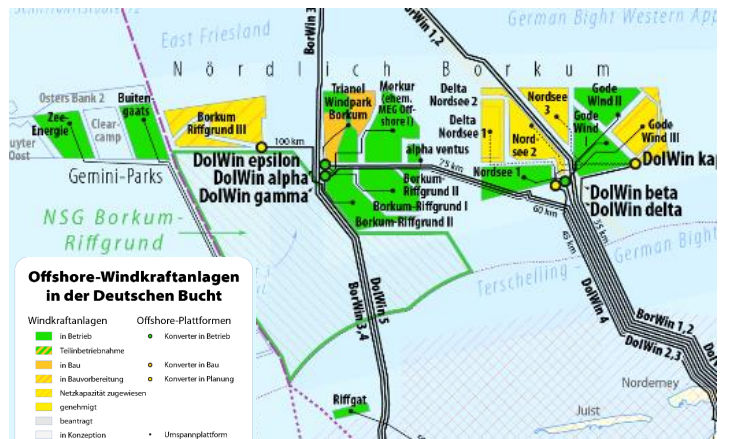 East Friesland
German Bight Western App
BorWin 3
BorWin 1,2
N ö r d l i c h B o r k u m
Osters Bank 2
Buiten-
gaats
Zee-
Energie
Clear-
camp
uyter
Oost
Gemini-Parks
Borkum
Riffgrund III
100 km
Trianel
Windpark
Borkum
Merkur
(ehem.
MEG Off-
shore I)
alpha ventus
Delta
Nordsee 2
Delta
Nordsee 1
Nordsee
3
Nord-
see 2
Nordsee 1
Gode
Wind II
Gode
Wind
I
Gode
Wind III
DolWin epsilon
DolWin alpha
DolWin gamma
75 km
60 km
DolWin kap
DolWin beta
DolWin delta
Borkum-
Riffgrund II
Borkum-Riffgrund I
Borkum-Riffgrund II
NSG Borkum-
Riffgrund
45 km
German Bight
Terschelling
DolWin 5
BorWin 3,4
DolWin 4
BorWin 1,2
DolWin 2,3
Riffgat
Norderney
Juist
Offshore-Windkraftanlagen
in der Deutschen Bucht
Windkraftanlagen
Offshore-Plattformen
in Betrieb
Konverter in Betrieb
Teilinbetriebnahme
in Bau
Konverter in Bau
in Bauvorbereitung
Konverter in Planung
Netzkapazität zugewiesen
genehmigt
beantragt
in Konzeption
Umspannplattform